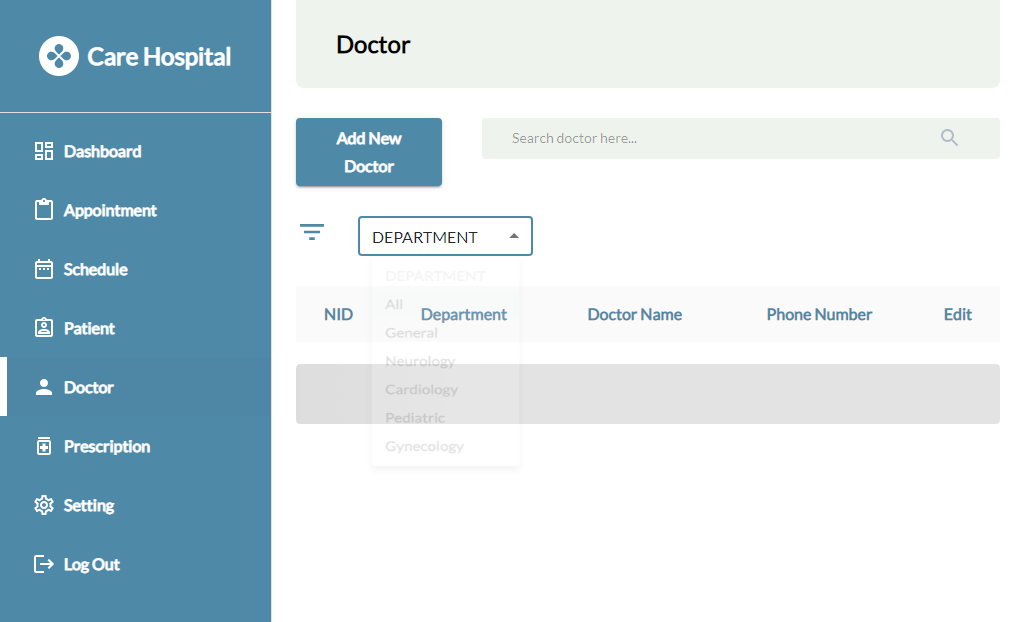 Care Hospital
Dashboard
Appointment
Schedule
Patient
Doctor
Prescription
Setting
Log Out
Doctor
Add New
Doctor
Search doctor here...
DEPARTMENT
DEPARTMENT
All
General
Neurology
Cardiology
Pediatric
Gynecology
NID Department Doctor Name Phone Number Edit